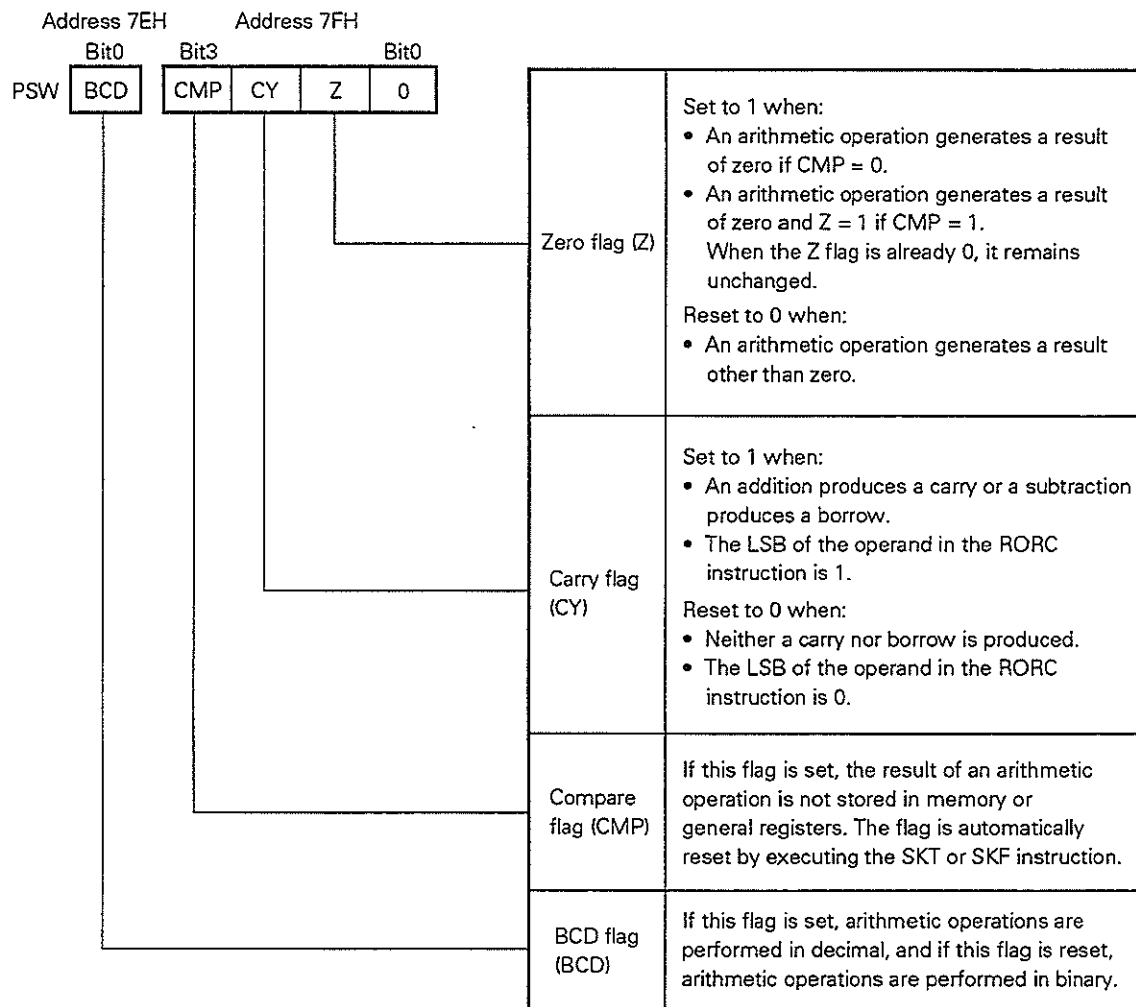 Address 7EH Address 7FH
Bit0 Bit3 Bit0
PSW BCD CMP CY Z 0
Zero flag (Z)
Set to 1 when:
• An arithmetic operation generates a result
of zero if CMP = 0.
• An arithmetic operation generates a result
of zero and Z = 1 if CMP = 1.
When the Z flag is already 0, it remains
unchanged.
Reset to 0 when:
• An arithmetic operation generates a result
other than zero.
Carry flag
(CY)
Set to 1 when:
• An addition produces a carry or a subtraction
produces a borrow.
• The LSB of the operand in the RORC
instruction is 1.
Reset to 0 when:
• Neither a carry nor borrow is produced.
• The LSB of the operand in the RORC
instruction is 0.
Compare
flag (CMP)
If this flag is set, the result of an arithmetic
operation is not stored in memory or
general registers. The flag is automatically
reset by executing the SKT or SKF instruction.
BCD flag
(BCD)
If this flag is set, arithmetic operations are
performed in decimal, and if this flag is reset,
arithmetic operations are performed in binary.